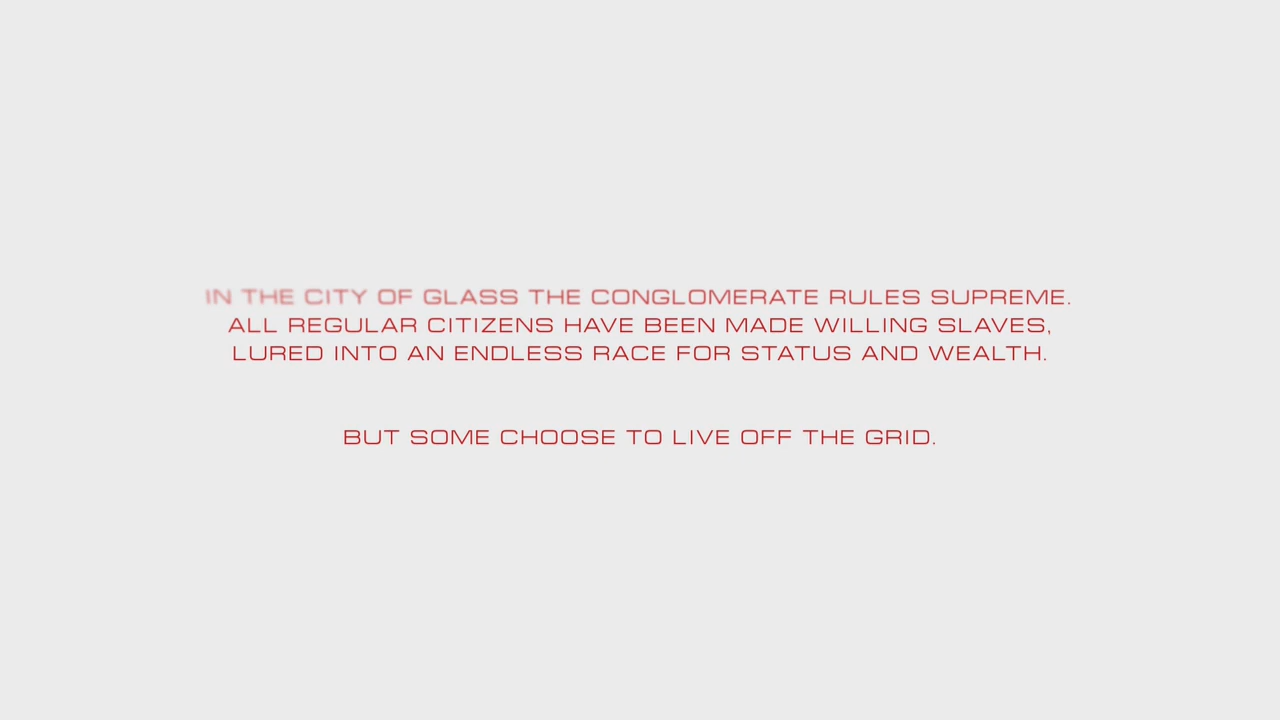 IN THE CITY OF GLASS THE CONGLOMERATE RULES SUPREME.
ALL REGULAR CITIZENS HAVE BEEN MADE WILLING SLAVES,
LURED INTO AN ENDLESS RACE FOR STATUS AND WEALTH.
BUT SOME CHOOSE TO LIVE OFF THE GRID.